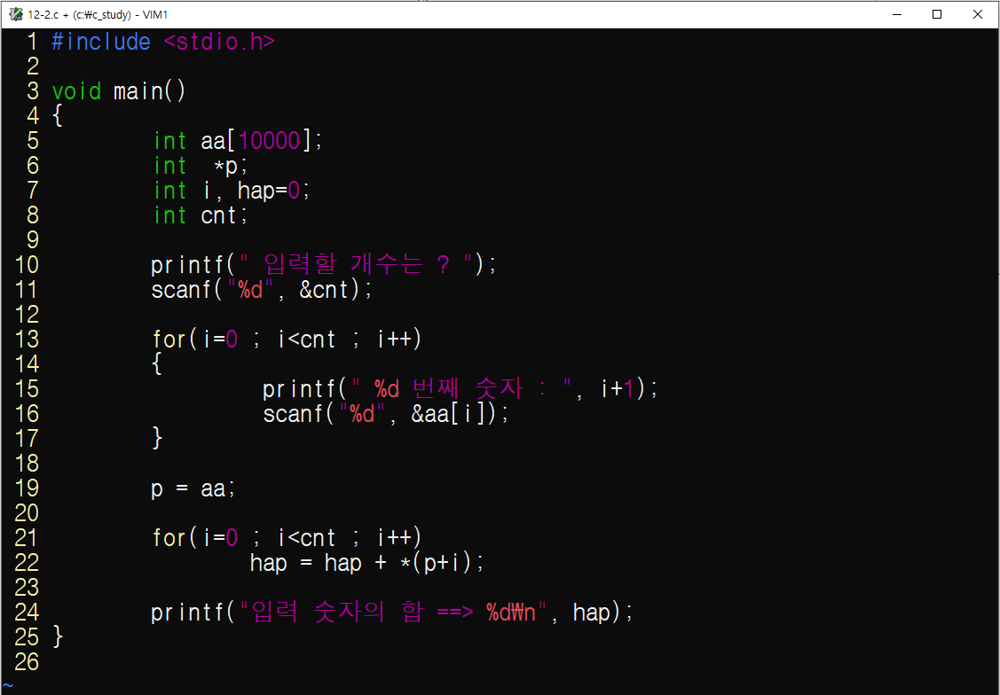 12-2.c + (c:₩c_study) - VIM1
1 #include <stdio.h>
2
3 void main()
4 {
5 int aa[10000];
6 int *p;
7 int i, hap=0;
8 int cnt;
9
10 printf(" 입력할 개수는 ? ");
11 scanf("%d", &cnt);
12
13 for(i=0 ; i<cnt ; i++)
14 {
15 printf(" %d 번째 숫자 : ", i+1);
16 scanf("%d", &aa[i]);
17 }
18
19 p = aa;
20
21 for(i=0 ; i<cnt ; i++)
22 hap = hap + *(p+i);
23
24 printf("입력 숫자의 합 ==> %d₩n", hap);
25 }
26
~